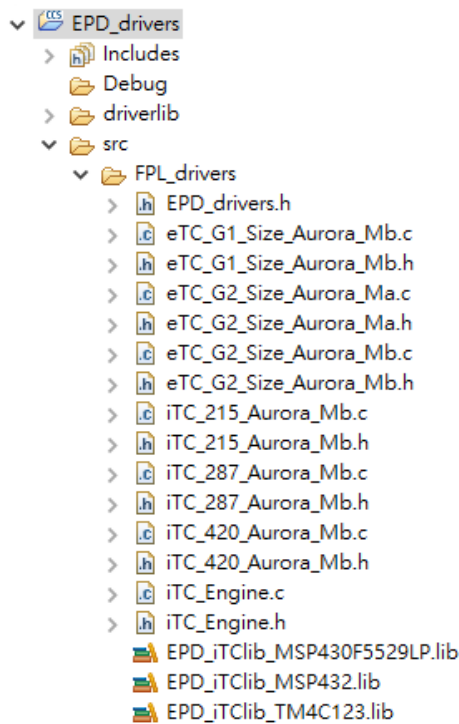 EPD_drivers
Includes
Debug
driverlib
src
FPL_drivers
EPD_drivers.h
eTC_G1_Size_Aurora_Mb.c
eTC_G1_Size_Aurora_Mb.h
eTC_G2_Size_Aurora_Ma.c
eTC_G2_Size_Aurora_Ma.h
eTC_G2_Size_Aurora_Mb.c
eTC_G2_Size_Aurora_Mb.h
iTC_215_Aurora_Mb.c
iTC_215_Aurora_Mb.h
iTC_287_Aurora_Mb.c
iTC_287_Aurora_Mb.h
iTC_420_Aurora_Mb.c
iTC_420_Aurora_Mb.h
iTC_Engine.c
iTC_Engine.h
EPD_iTClib_MSP430F5529LP.lib
EPD_iTClib_MSP432.lib
EPD_iTClib_TM4C123.lib